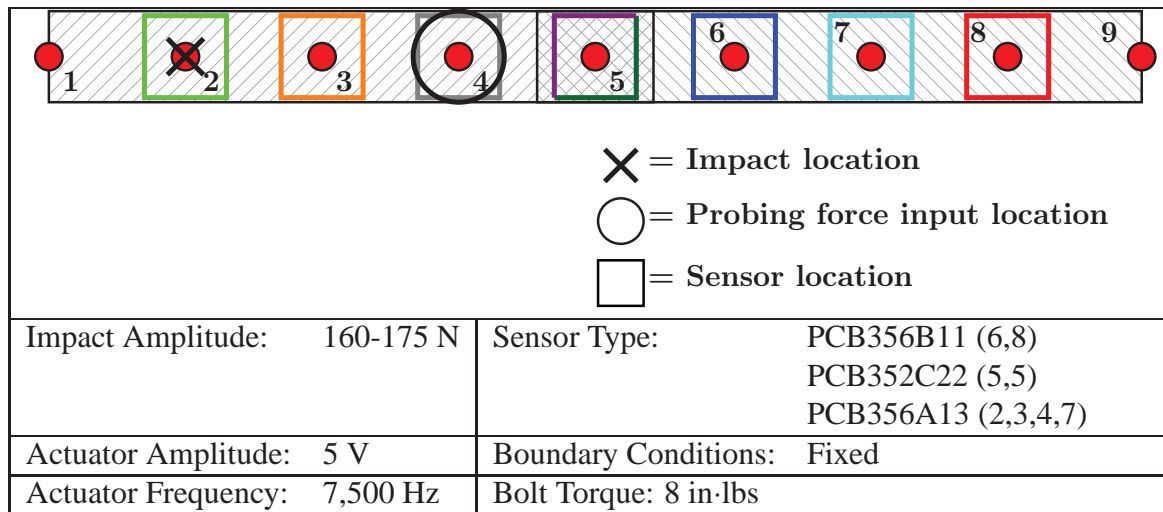 1 2 3 4 5 6 7 8 9
= Impact location
= Probing force input location
= Sensor location
Impact Amplitude: 160-175 N Sensor Type: PCB356B11 (6,8)
PCB352C22 (5,5)
PCB356A13 (2,3,4,7)
Actuator Amplitude: 5 V Boundary Conditions: Fixed
Actuator Frequency: 7,500 Hz Bolt Torque: 8 in·lbs